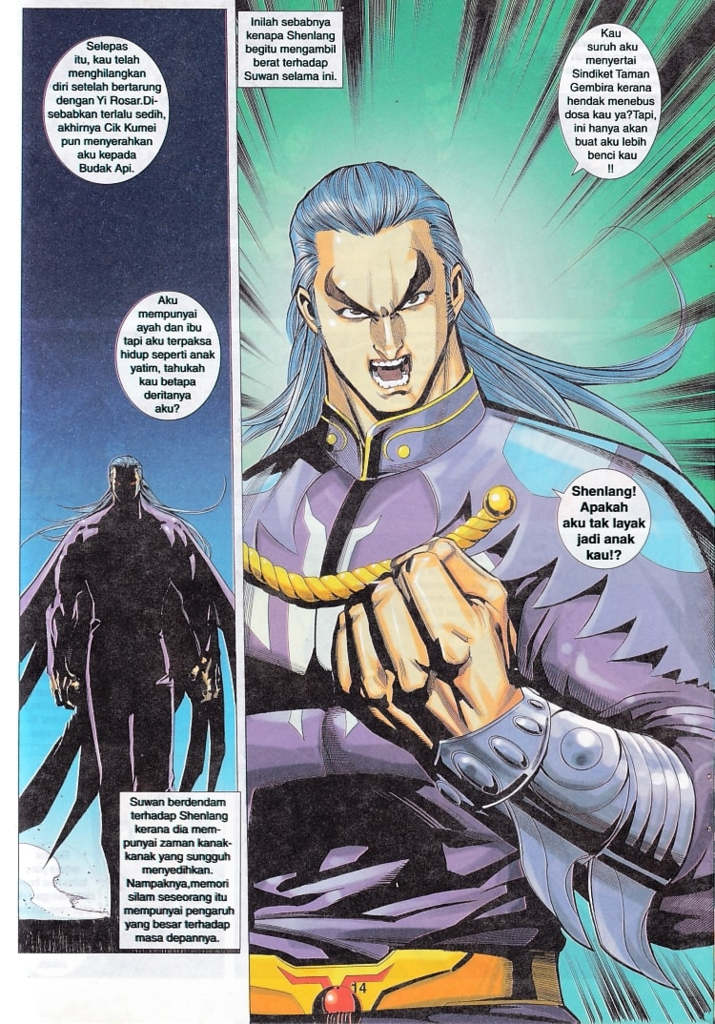 Selepas
itu, kau telah
menghilangkan
diri setelah bertarung
dengan Yi Rosar.Di-
sebabkan terlalu sedih,
akhirnya Cik Kumei
pun menyerahkan
aku kepada
Budak Api.
Aku
mempunyai
ayah dan ibu
tapi aku terpaksa
hidup seperti anak
yatim, tahukah
kau betapa
deritanya
aku?
Suwan berdendam
terhadap Shenlang
kerana dia mem-
punyai zaman kanak-
kanak yang sungguh
menyedihkan.
Nampaknya,memori
silam seseorang itu
mempunyai pengaruh
yang besar terhadap
masa depannya.
Inilah sebabnya
kenapa Shenlang
begitu mengambil
berat terhadap
Suwan selama ini.
Kau
suruh aku
menyertai
Sindiket Taman
Gembira kerana
hendak menebus
dosa kau ya?Tapi,
ini hanya akan
buat aku lebih
benci kau
!!
Shenlang!
Apakah
aku tak layak
jadi anak
kau!?
14